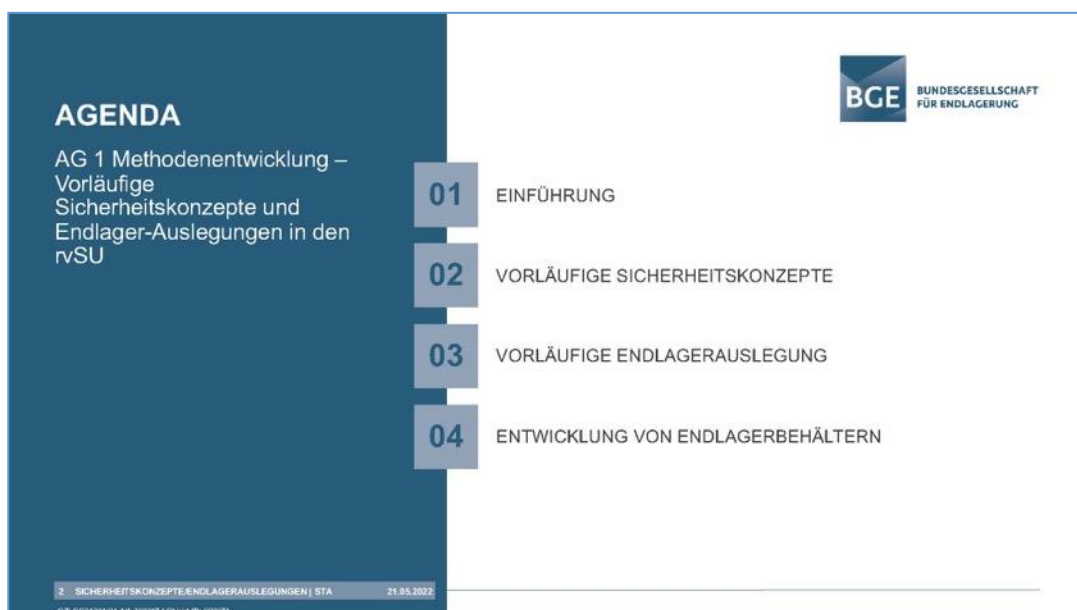 AGENDA
AG 1 Methodenentwicklung –
Vorläufige
Sicherheitskonzepte und
Endlager-Auslegungen in den
rvSU
BGE
BUNDESGESELLSCHAFT
FÜR ENDLAGERUNG
01 EINFÜHRUNG
02 VORLÄUFIGE SICHERHEITSKONZEPTE
03 VORLÄUFIGE ENDLAGERAUSLEGUNG
04 ENTWICKLUNG VON ENDLAGERBEHÄLTERN
2 SICHERHEITSKONZEPTE/ENDLAGERAUSLEGUNGEN | STA 21.05.2022